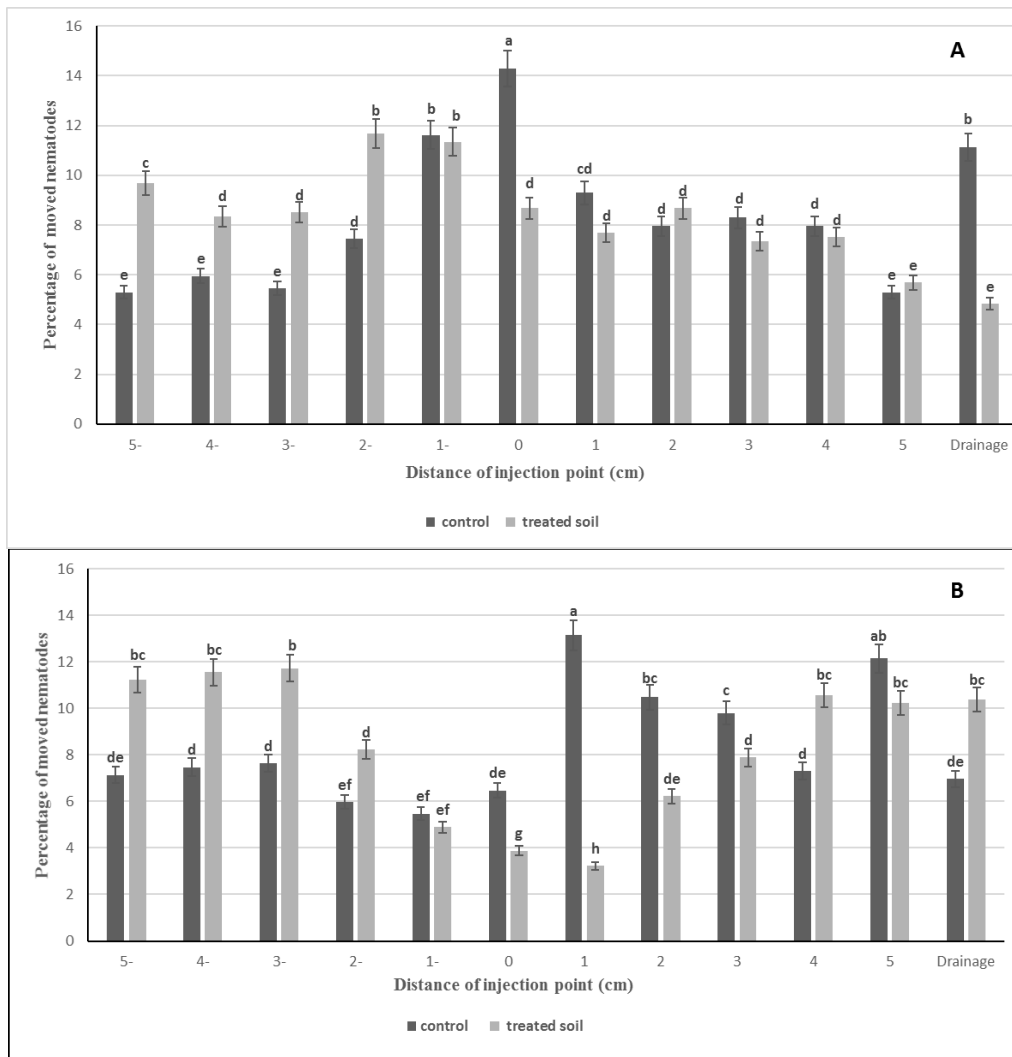 A
Percentage of moved nematodes
16
14
12
10
8
6
4
2
0
e c
e d
e d
d b
b b
a d
cd d
d d
d d
d d
e e
b e
5- 4- 3- 2- 1- 0 1 2 3 4 5 Drainage
Distance of injection point (cm)
control treated soil
B
Percentage of moved nematodes
16
14
12
10
8
6
4
2
0
de bc
d bc
d b
ef d
ef ef
de g
a h
bc de
c d
d bc
ab bc
de bc
5- 4- 3- 2- 1- 0 1 2 3 4 5 Drainage
Distance of injection point (cm)
control treated soil